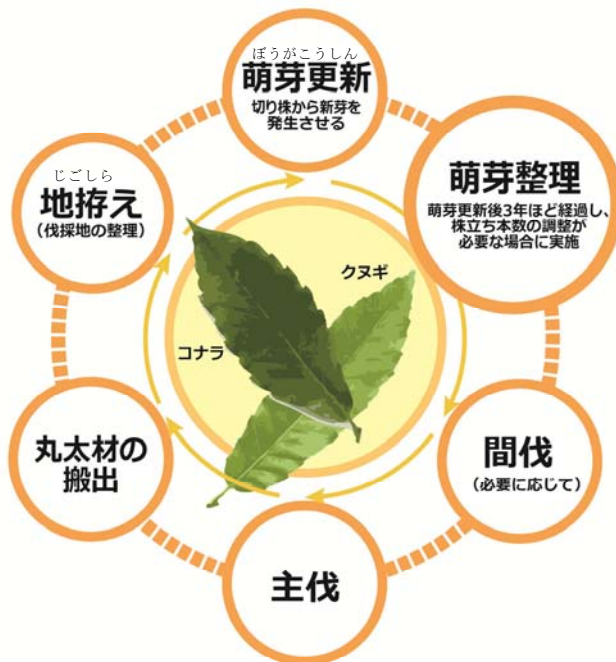 ぼうがこうしん
萌芽更新
切り株から新芽を
発生させる
萌芽整理
萌芽更新後3年ほど経過し、
株立ち本数の調整が
必要な場合に実施
間伐
（必要に応じて）
主伐
丸太材の
搬出
じごしら
地拵え
（伐採地の整理）
クヌギ
コナラ